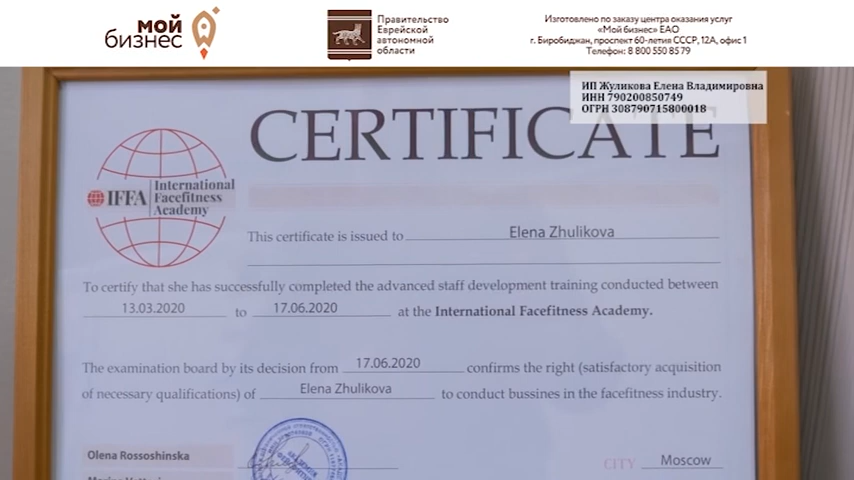 мой
бизнес
Правительство
Еврейской
автономной
области
Изготовлено по заказу центра оказания услуг
«Мой бизнес» ЕАО
г. Биробиджан, проспект 60-летия СССР, 12А, офис 1
Телефон: 8 800 550 85 79
ИП Жуликова Елена Владимировна
ИНН 790200850749
ОГРН 308790715800018
CERTIFICATE
IFFA International
Facefitness
Academy
This certificate is issued to Elena Zhulikova
To certify that she has successfully completed the advanced staff development training conducted between
13.03.2020 to 17.06.2020 at the International Facefitness Academy.
The examination board by its decision from 17.06.2020 confirms the right (satisfactory acquisition
of necessary qualifications) of Elena Zhulikova to conduct bussines in the facefitness industry.
Olena Rossoshinska
CITY Moscow